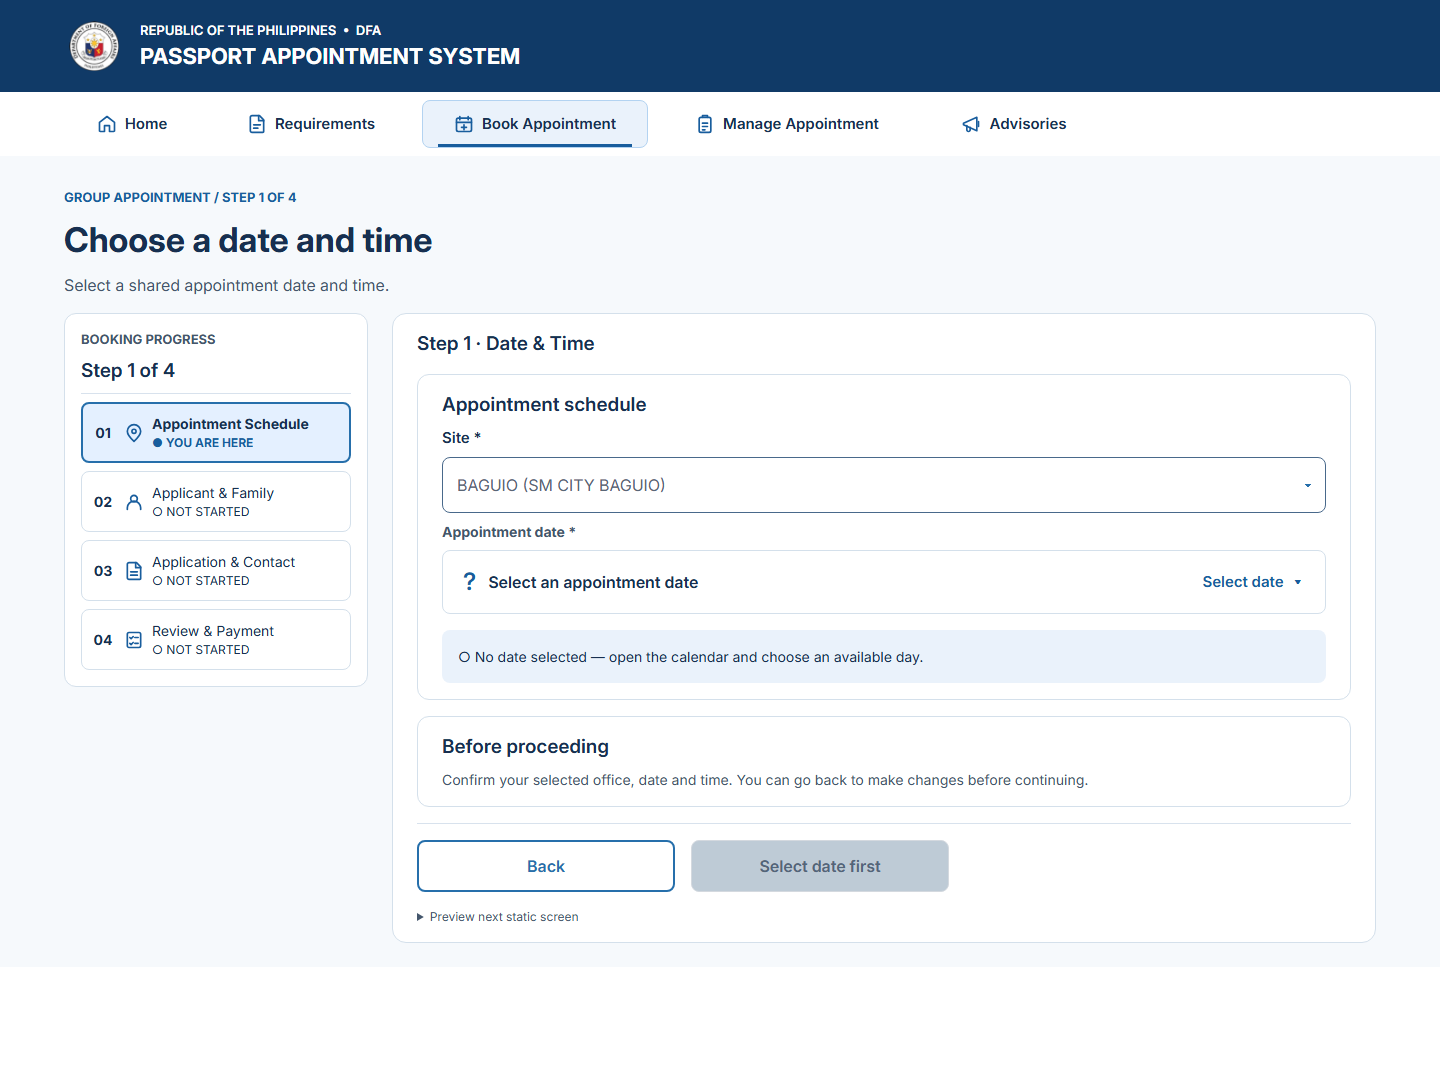 REPUBLIC OF THE PHILIPPINES • DFA
PASSPORT APPOINTMENT SYSTEM
Home
Requirements
Book Appointment
Manage Appointment
Advisories
GROUP APPOINTMENT / STEP 1 OF 4
Choose a date and time
Select a shared appointment date and time.
BOOKING PROGRESS
Step 1 of 4
01
Appointment Schedule
● YOU ARE HERE
02
Applicant & Family
○ NOT STARTED
03
Application & Contact
○ NOT STARTED
04
Review & Payment
○ NOT STARTED
Step 1 · Date & Time
Appointment schedule
Site *
BAGUIO (SM CITY BAGUIO)
Appointment date *
? Select an appointment date
Select date
○ No date selected — open the calendar and choose an available day.
Before proceeding
Confirm your selected office, date and time. You can go back to make changes before continuing.
Back
Select date first
▶ Preview next static screen